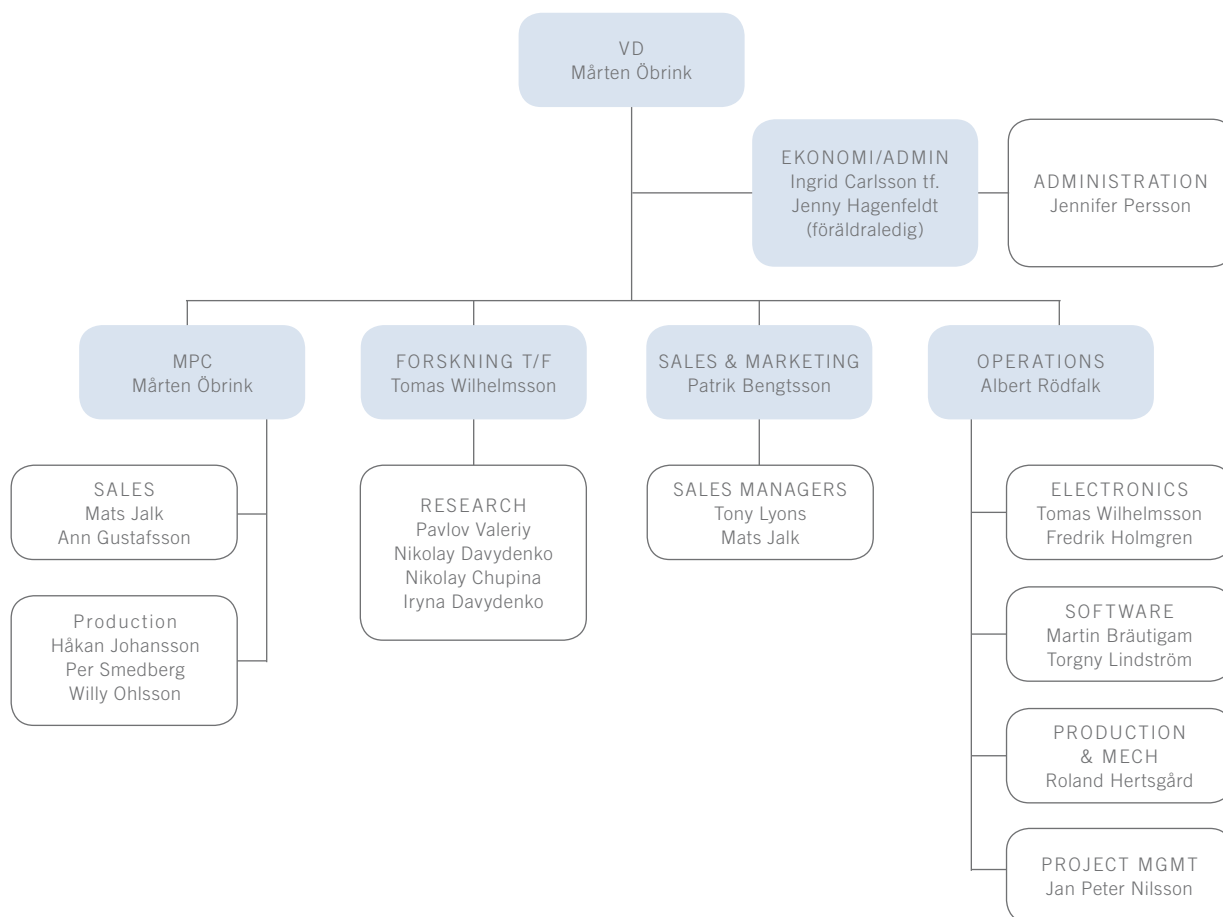 VD
Mårten Öbrink
EKONOMI/ADMIN
Ingrid Carlsson tf.
Jenny Hagenfeldt
(föräldraledig)
ADMINISTRATION
Jennifer Persson
MPC
Mårten Öbrink
FORSKNING T/F
Tomas Wilhelmsson
SALES & MARKETING
Patrik Bengtsson
OPERATIONS
Albert Rödfalk
SALES
Mats Jalk
Ann Gustafsson
Production
Håkan Johansson
Per Smedberg
Willy Ohlsson
RESEARCH
Pavlov Valeriy
Nikolay Davydenko
Nikolay Chupina
Iryna Davydenko
SALES MANAGERS
Tony Lyons
Mats Jalk
ELECTRONICS
Tomas Wilhelmsson
Fredrik Holmgren
SOFTWARE
Martin Bräutigam
Torgny Lindström
PRODUCTION
& MECH
Roland Hertsgård
PROJECT MGMT
Jan Peter Nilsson